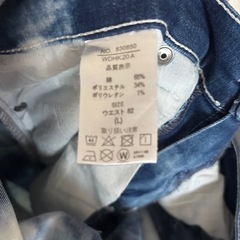 NO. 830850
WDHK20 A
品質表示
綿 65%
ポリエステル 34%
ポリウレタン 1%
SIZE
ウエスト 82
(L)
取り扱い注意